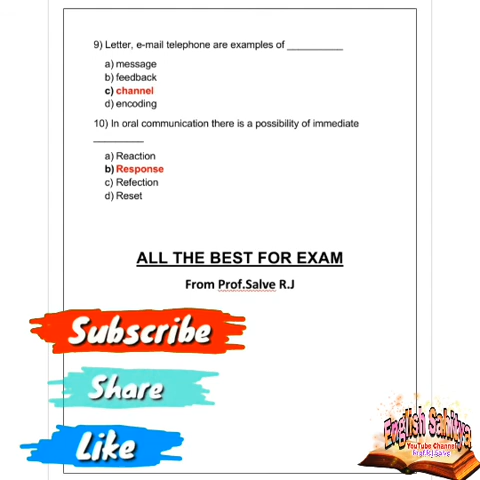 9) Letter, e-mail telephone are examples of __________
a) message
b) feedback
c) channel
d) encoding
10) In oral communication there is a possibility of immediate
_________
a) Reaction
b) Response
c) Refection
d) Reset
ALL THE BEST FOR EXAM
From Prof.Salve R.J
Subscribe
Share
Like
English Sahitya
YouTube Channel